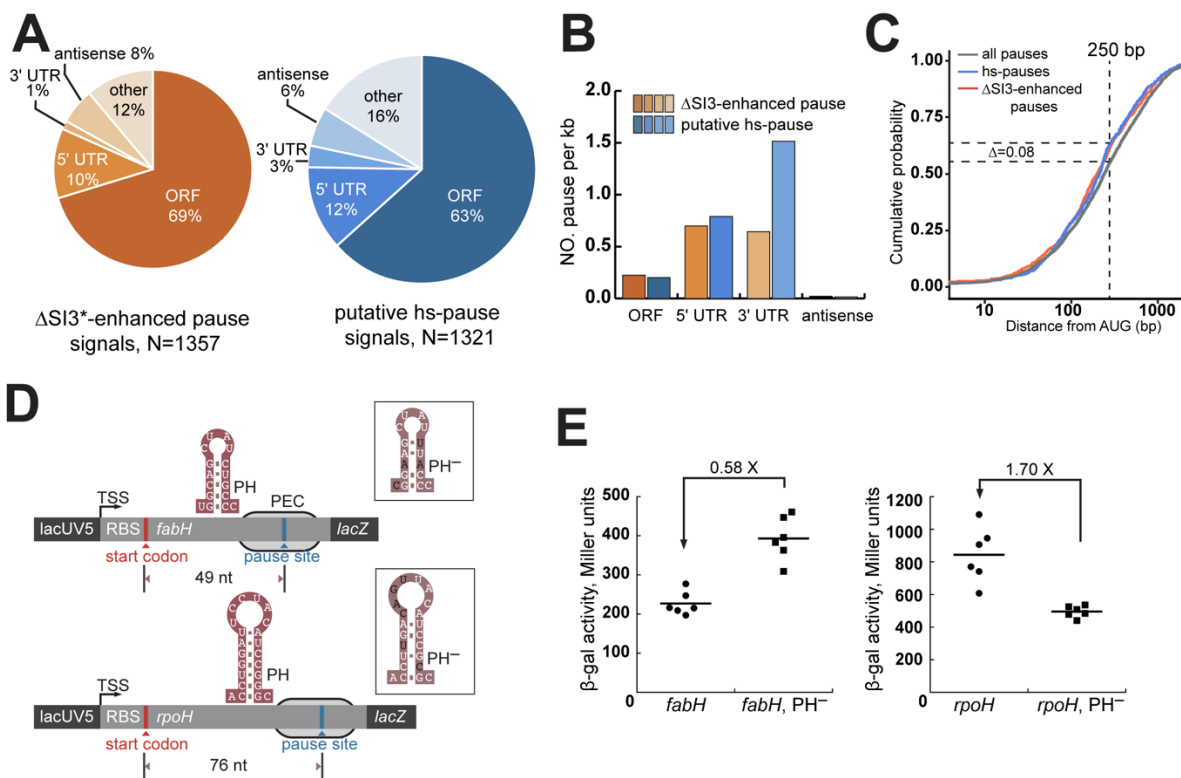 A
antisense 8%
3' UTR
1%
other
12%
5' UTR
10%
ORF
69%
ΔSI3*-enhanced pause
signals, N=1357
antisense
6%
other
16%
3' UTR
3%
5' UTR
12%
ORF
63%
putative hs-pause
signals, N=1321
B
NO. pause per kb
2.0
1.5
1.0
0.5
0.0
ΔSI3-enhanced pause
putative hs-pause
ORF
5' UTR
3' UTR
antisense
C
Cumulative probability
1.00
0.75
0.50
0.25
0.00
250 bp
all pauses
hs-pauses
ΔSI3-enhanced
pauses
Δ=0.08
10
100
1000
Distance from AUG (bp)
D
PH
PH–
TSS
PEC
lacUV5
RBS
fabH
lacZ
start codon
pause site
49 nt
PH
PH–
TSS
lacUV5
RBS
rpoH
lacZ
start codon
pause site
76 nt
E
0.58 X
β-gal activity, Miller units
500
400
300
200
100
0
fabH
fabH, PH–
1.70 X
β-gal activity, Miller units
1200
1000
800
600
400
200
0
rpoH
rpoH, PH–